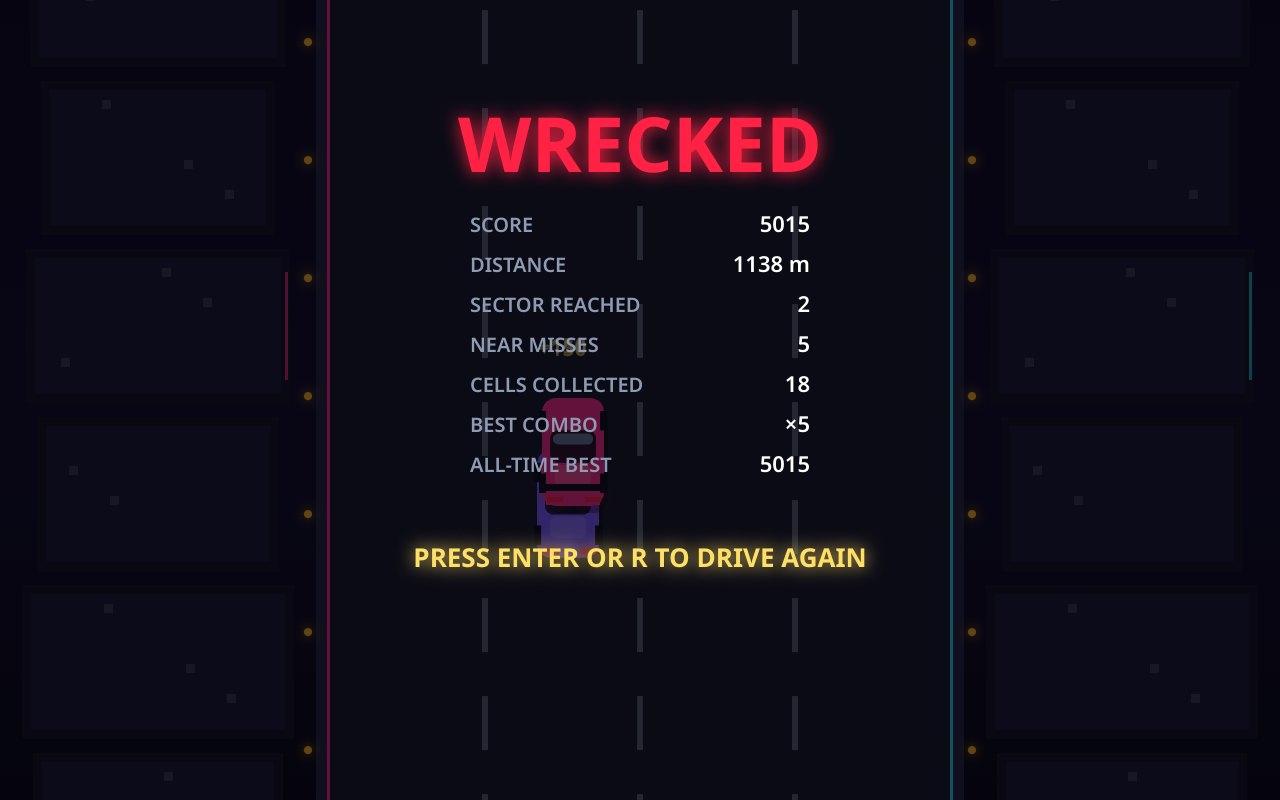 WRECKED
SCORE 5015
DISTANCE 1138 m
SECTOR REACHED 2
NEAR MISSES 5
CELLS COLLECTED 18
BEST COMBO ×5
ALL-TIME BEST 5015
PRESS ENTER OR R TO DRIVE AGAIN